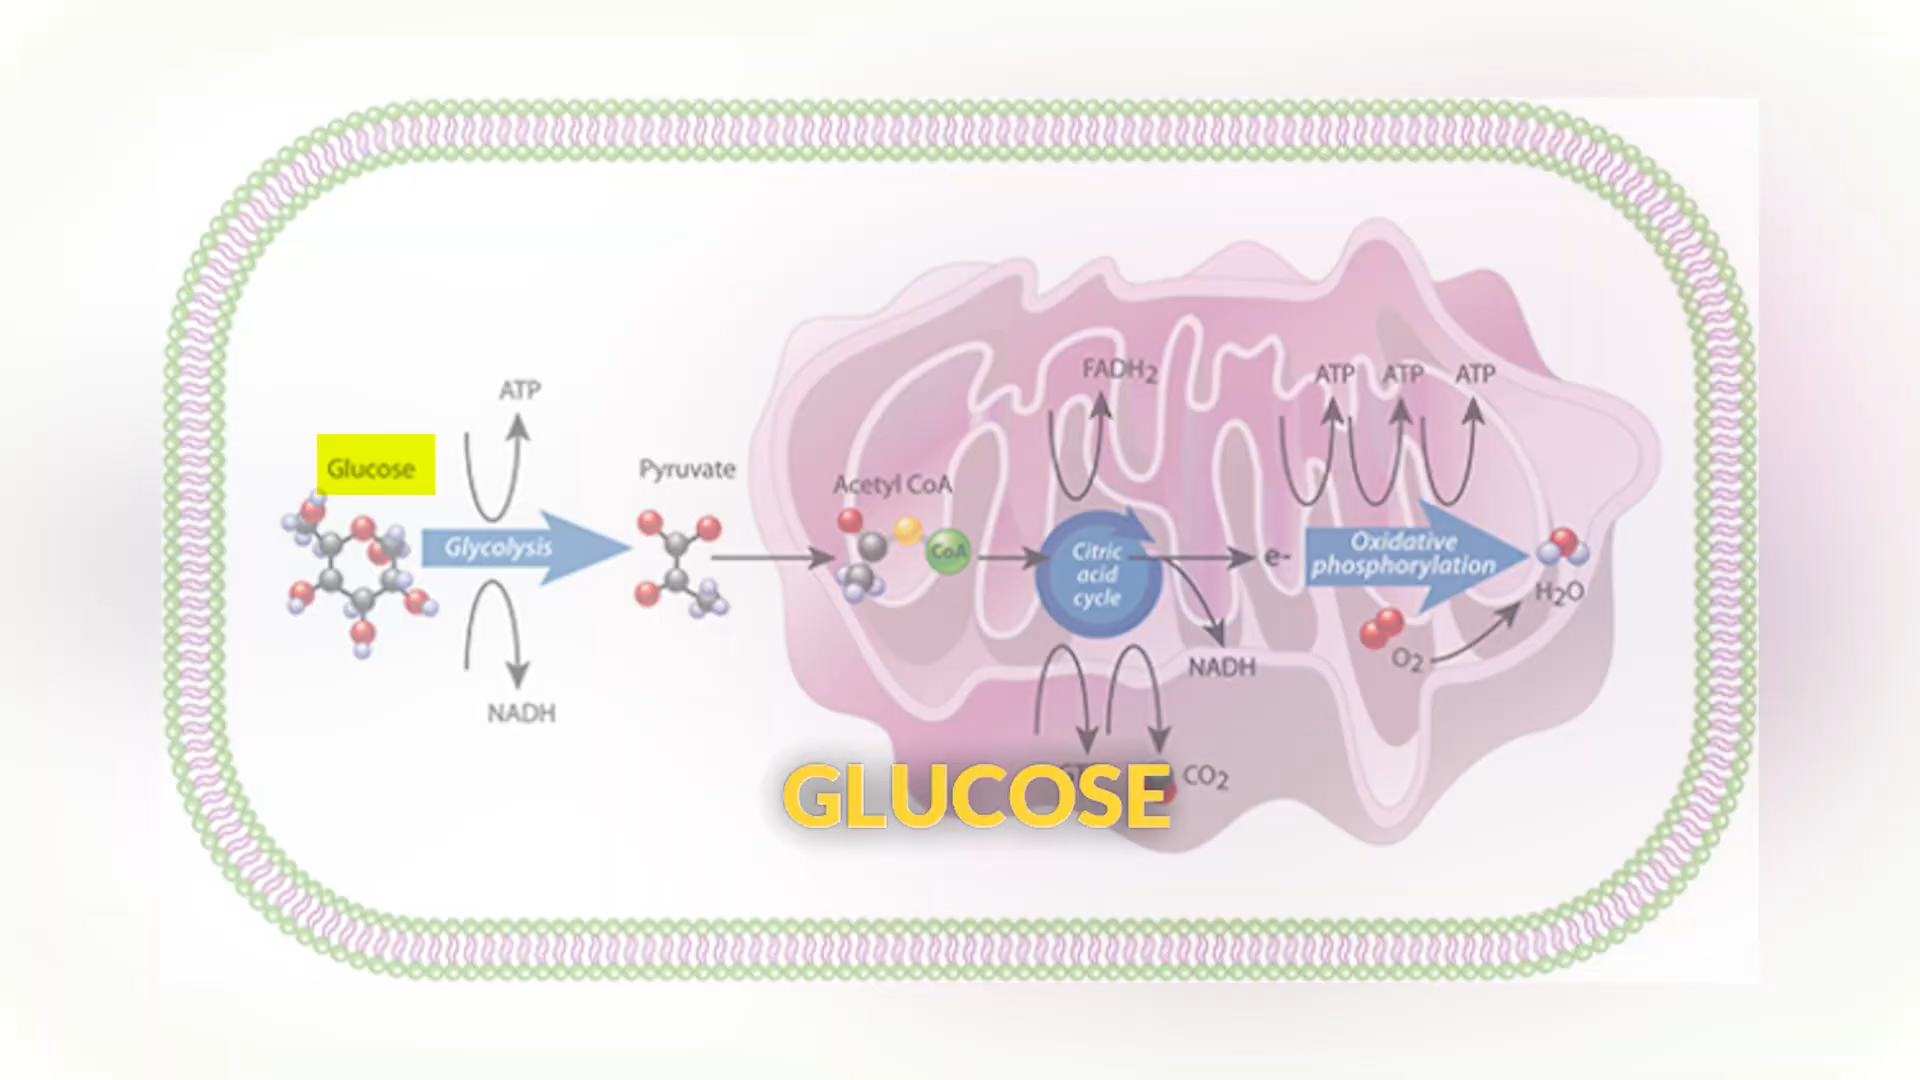 FADH2
ATP ATP ATP
ATP
Glucose
Pyruvate
Acetyl CoA
Glycolysis
CoA
Citric
acid
cycle
e-
Oxidative
phosphorylation
H2O
O2
NADH
NADH
CO2
GLUCOSE